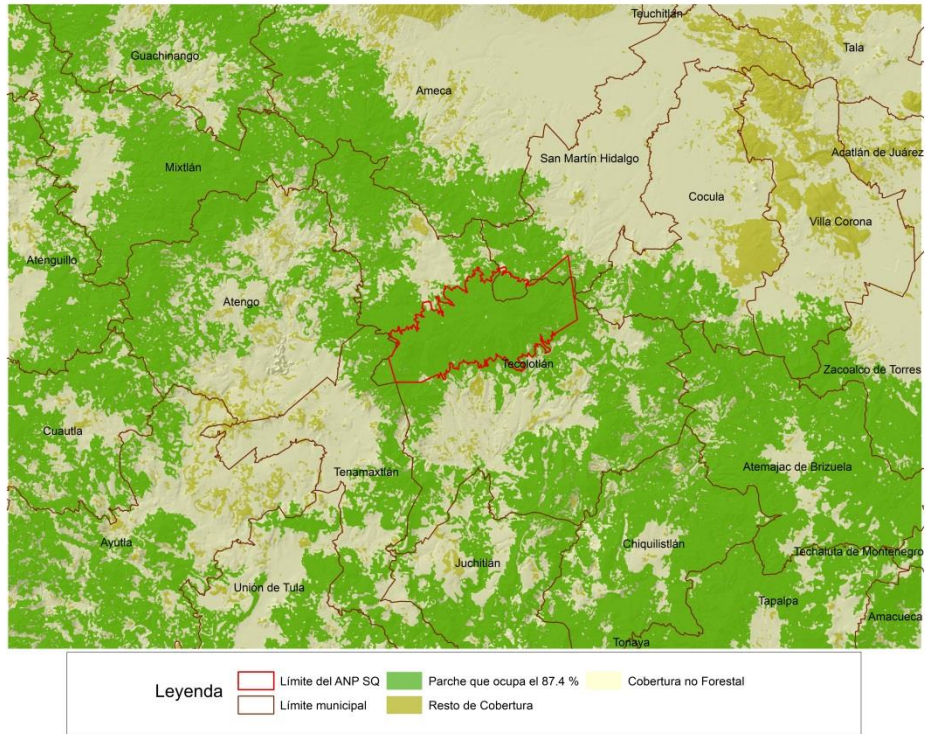 Teuchitlán
Guachinango
Tala
Ameca
San Martín Hidalgo
Acatlán de Juárez
Mixtlán
Cocula
Villa Corona
Atenguillo
Atengo
Tecolotlán
Zacoalco de Torres
Cuautla
Tenamaxtlán
Atemajac de Brizuela
Ayutla
Chiquilistlán
Techaluta de Montenegro
Juchitlán
Unión de Tula
Tapalpa
Amacueca
Tonaya
Leyenda
Límite del ANP SQ
Parche que ocupa el 87.4 %
Cobertura no Forestal
Límite municipal
Resto de Cobertura